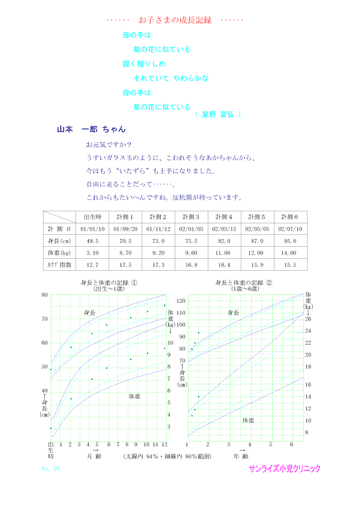 ‥‥‥ お子さまの成長記録 ‥‥‥
母の手は
菊の花に似ている
固く握りしめ
それでいて やわらかな
母の手は
菊の花に似ている
( 星野 富弘 )
山本 一郎 ちゃん
お元気ですか?
うすいガラス玉のように、こわれそうなあかちゃんから、
今はもう“いたずら”も上手になりました。
自由に走ることだって‥‥‥。
これからもたいへんですね。反抗期が待っています。
出生時 計測1 計測2 計測3 計測4 計測5 計測6
計 測 日 01/01/10 01/09/20 01/11/12 02/01/05 02/03/15 02/05/05 02/07/10
身長(cm) 49.5 70.5 73.0 75.5 82.0 87.0 95.0
体重(kg) 3.10 8.70 9.20 9.60 11.00 12.00 14.00
カウプ指数 12.7 17.5 17.3 16.8 16.4 15.9 15.5
身長と体重の記録 ①
(出生~1歳)
身長と体重の記録 ②
(1歳~6歳)
80
70
60
50
40
↑
身
長
(cm)
身長
体重
体
重
(kg)
↑
10
9
8
7
6
5
4
3
出生時 1 2 3 4 5 6 7 8 9 10 11 12
→
月 齢
(太線内 94%・細線内 80%範囲)
120
110
100
90
80
70
↑
身
長
(cm)
身長
体重
体
重
(kg)
↑
26
24
22
20
18
16
14
12
10
8
1 2 3 4 5 6
→
年 齢
No. 26
サンライズ小児クリニック